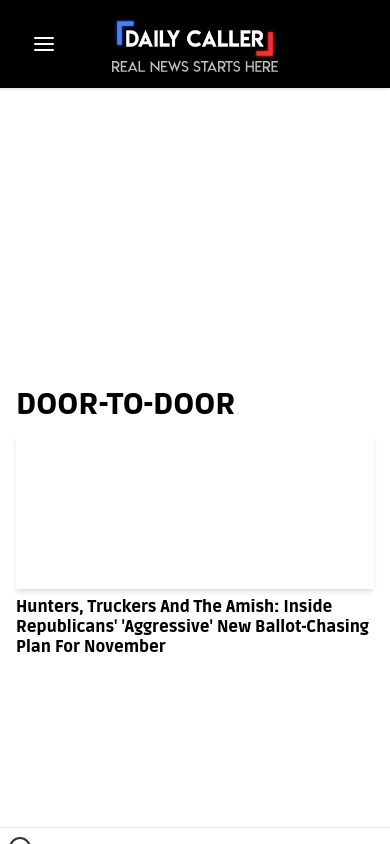 DAILY CALLER
REAL NEWS STARTS HERE
DOOR-TO-DOOR
Hunters, Truckers And The Amish: Inside
Republicans' 'Aggressive' New Ballot-Chasing
Plan For November